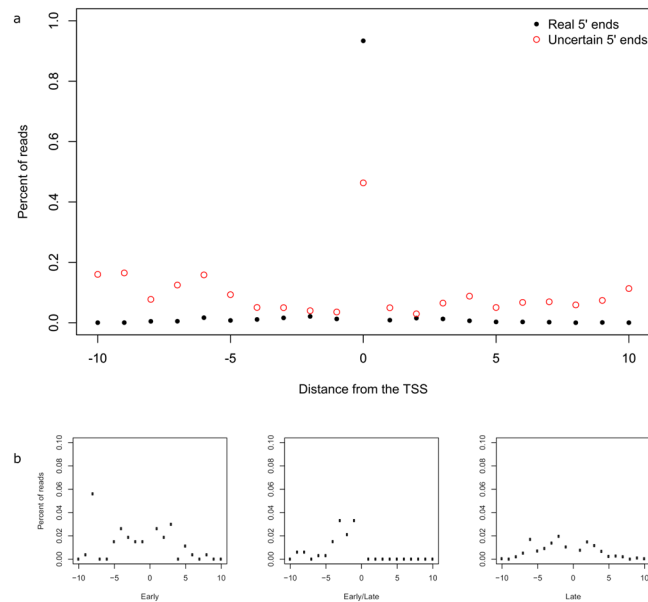 a
Real 5' ends
Uncertain 5' ends
Percent of reads
1.0
0.8
0.6
0.4
0.2
0.0
-10 -5 0 5 10
Distance from the TSS
b
Percent of reads
0.10
0.08
0.06
0.04
0.02
0.00
-10 -5 0 5 10
Early
0.10
0.08
0.06
0.04
0.02
0.00
-10 -5 0 5 10
Early/Late
0.10
0.08
0.06
0.04
0.02
0.00
-10 -5 0 5 10
Late